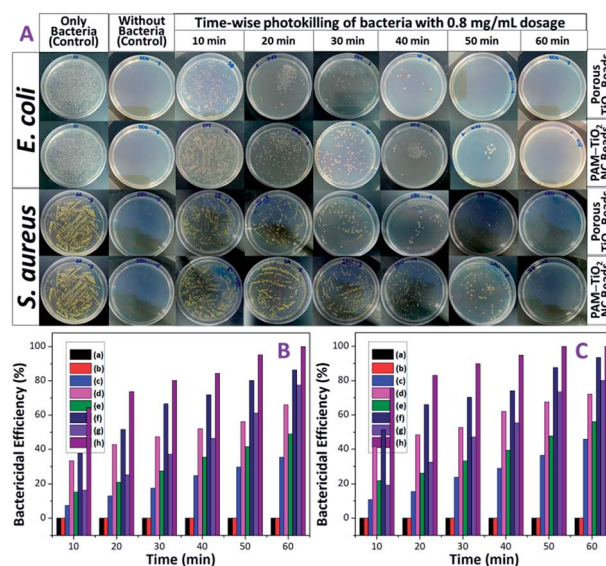 A
Only Bacteria (Control)
Without Bacteria (Control)
Time-wise photokilling of bacteria with 0.8 mg/mL dosage
10 min 20 min 30 min 40 min 50 min 60 min
E. coli
S. aureus
Porous
PAM–TiO2
NC Beads
Porous
PAM–TiO2
NC Beads
B
Bactericidal Efficiency (%)
100
80
60
40
20
0
(a)
(b)
(c)
(d)
(e)
(f)
(g)
(h)
10 20 30 40 50 60
Time (min)
C
Bactericidal Efficiency (%)
100
80
60
40
20
0
(a)
(b)
(c)
(d)
(e)
(f)
(g)
(h)
10 20 30 40 50 60
Time (min)